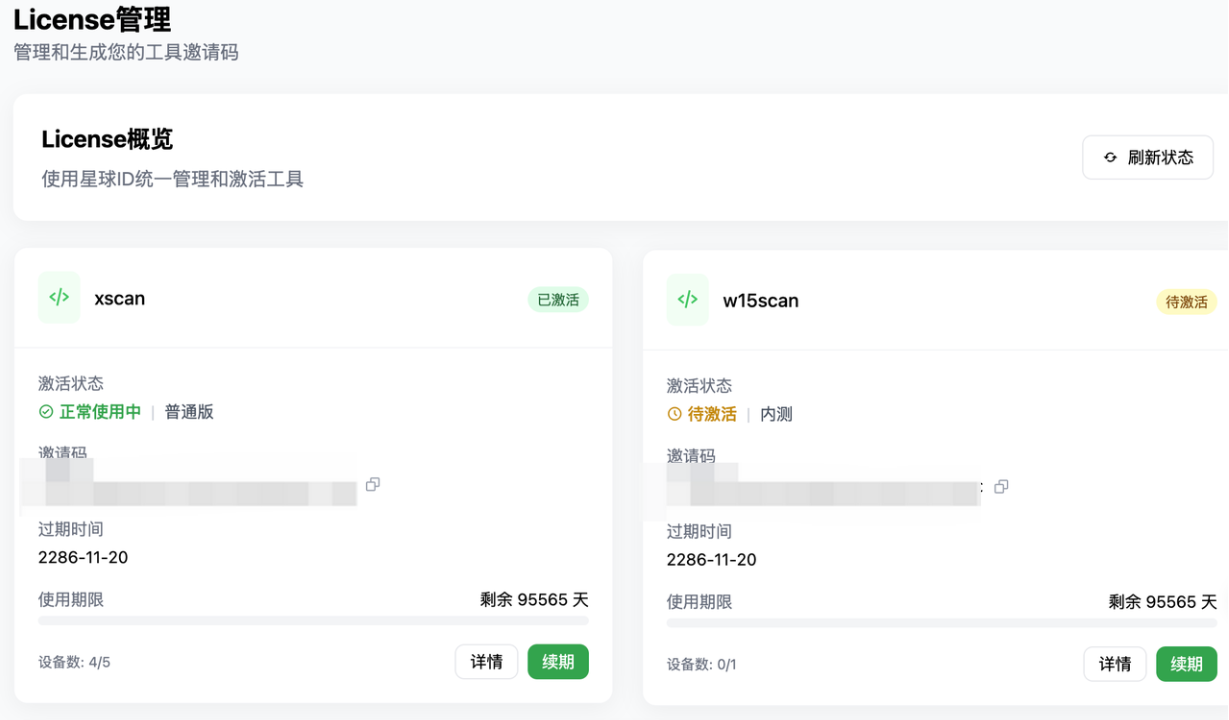 License管理
管理和生成您的工具邀请码
License概览
使用星球ID统一管理和激活工具
刷新状态
xscan
已激活
激活状态
正常使用中 | 普通版
邀请码
过期时间
2286-11-20
使用期限
剩余 95565 天
设备数: 4/5
详情
续期
w15scan
待激活
激活状态
待激活 | 内测
邀请码
过期时间
2286-11-20
使用期限
剩余 95565 天
设备数: 0/1
详情
续期